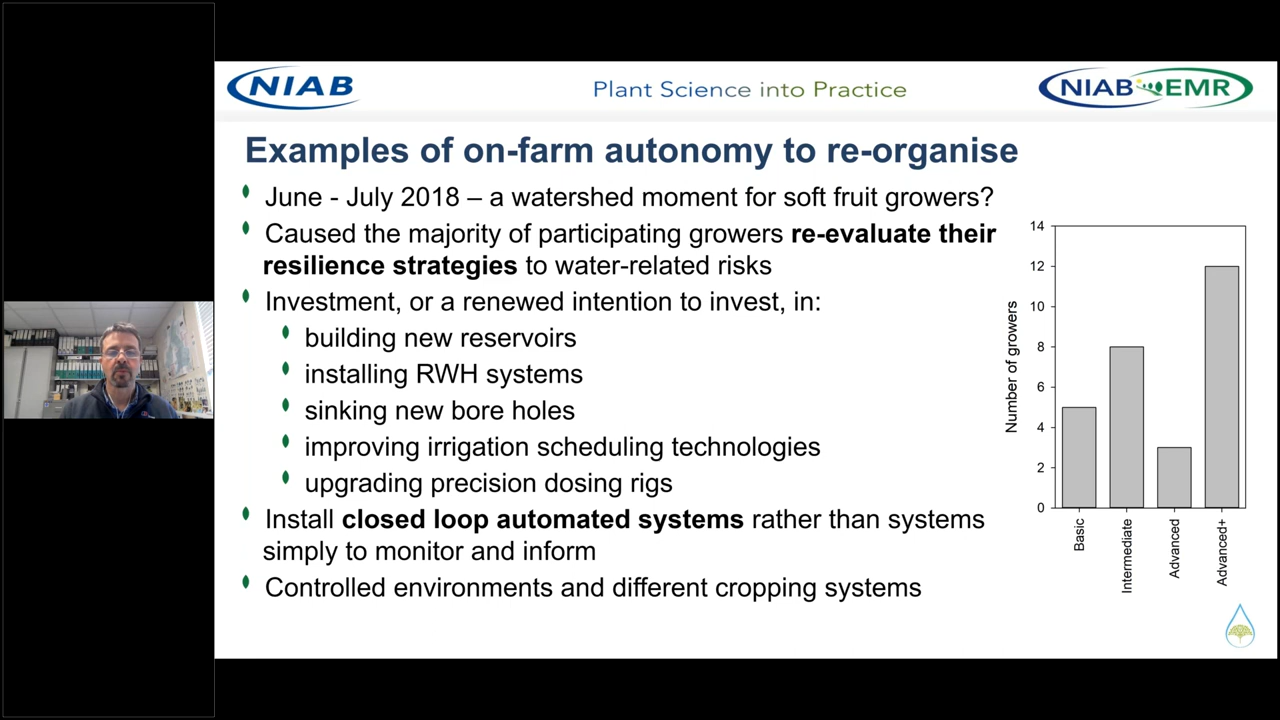 NIAB
Plant Science into Practice
NIAB EMR
Examples of on-farm autonomy to re-organise
June - July 2018 – a watershed moment for soft fruit growers?
Caused the majority of participating growers re-evaluate their
resilience strategies to water-related risks
Investment, or a renewed intention to invest, in:
building new reservoirs
installing RWH systems
sinking new bore holes
improving irrigation scheduling technologies
upgrading precision dosing rigs
Install closed loop automated systems rather than systems
simply to monitor and inform
Controlled environments and different cropping systems
Number of growers
14
12
10
8
6
4
2
0
Basic
Intermediate
Advanced
Advanced+